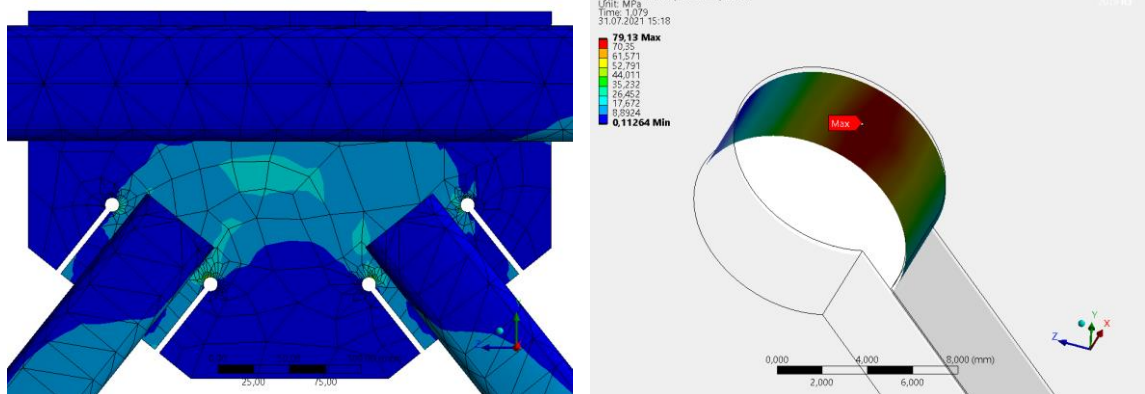 Unit: MPa
Time: 1,079
31.07.2021 15:18
79,13 Max
70,35
61,571
52,791
44,011
35,232
26,452
17,672
8,8924
0,11264 Min
Max
Y
X
Z
0,000
4,000
8,000 (mm)
2,000
6,000
25,00
75,00